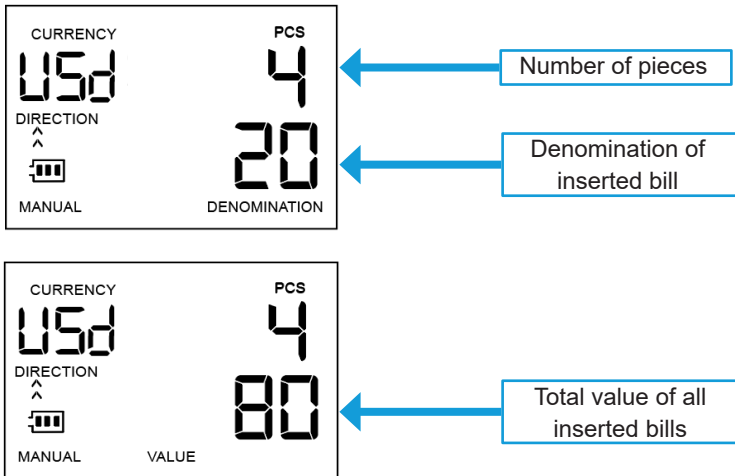 CURRENCY PCS
USd 4
Number of pieces
DIRECTION
20
Denomination of
inserted bill
MANUAL DENOMINATION
CURRENCY PCS
USd 4
DIRECTION
80
Total value of all
inserted bills
MANUAL VALUE